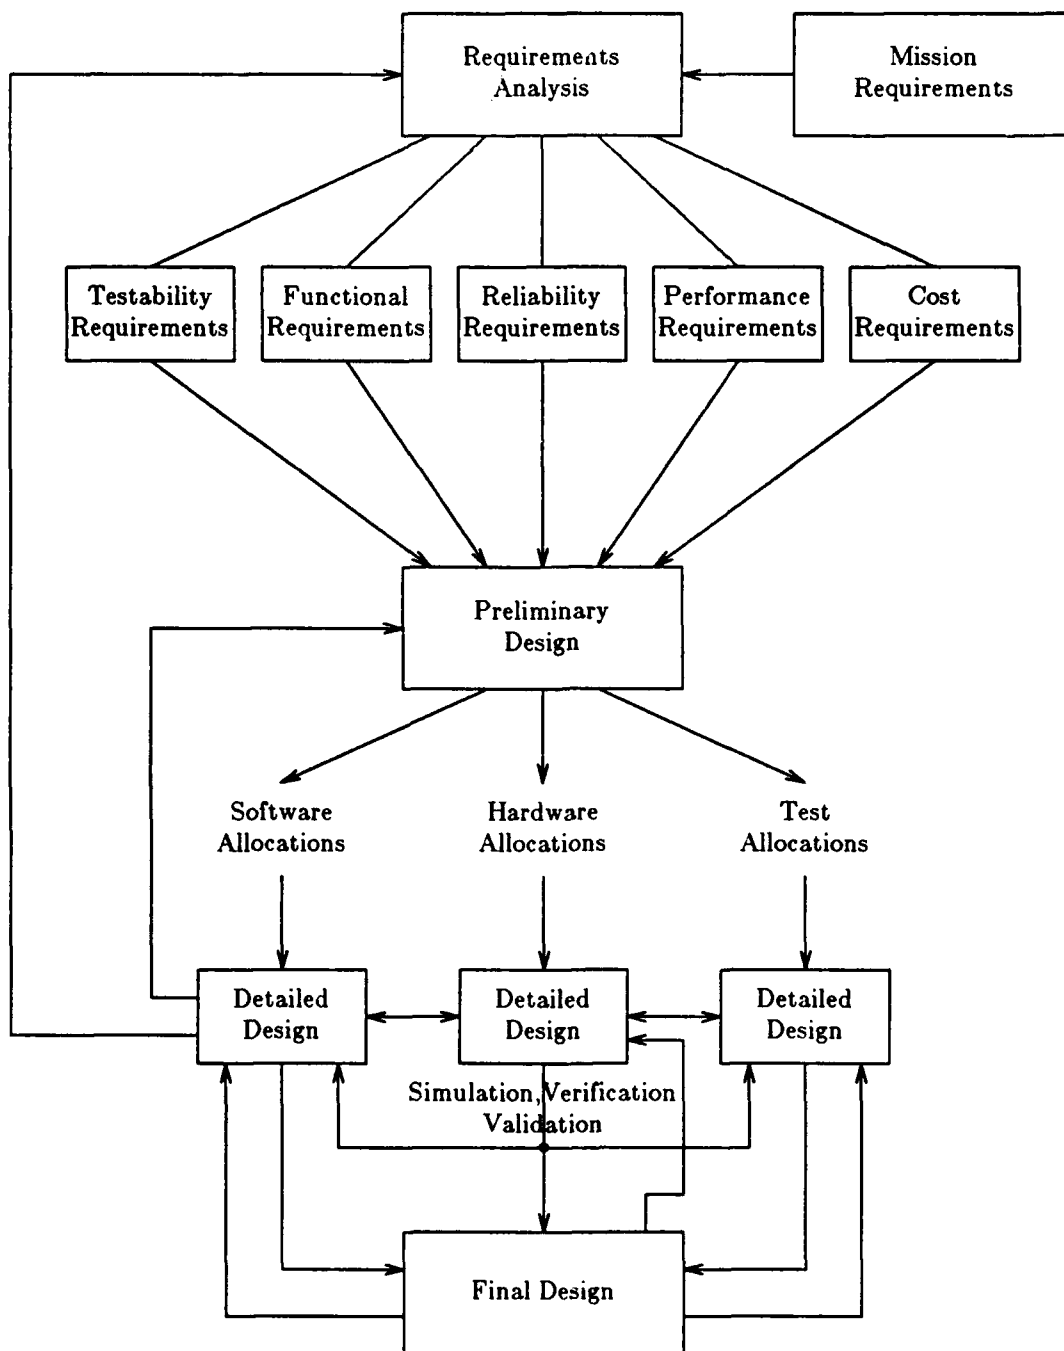 Requirements
Analysis
Mission
Requirements
Testability
Requirements
Functional
Requirements
Reliability
Requirements
Performance
Requirements
Cost
Requirements
Preliminary
Design
Software
Allocations
Hardware
Allocations
Test
Allocations
Detailed
Design
Detailed
Design
Detailed
Design
Simulation,Verification
Validation
Final Design